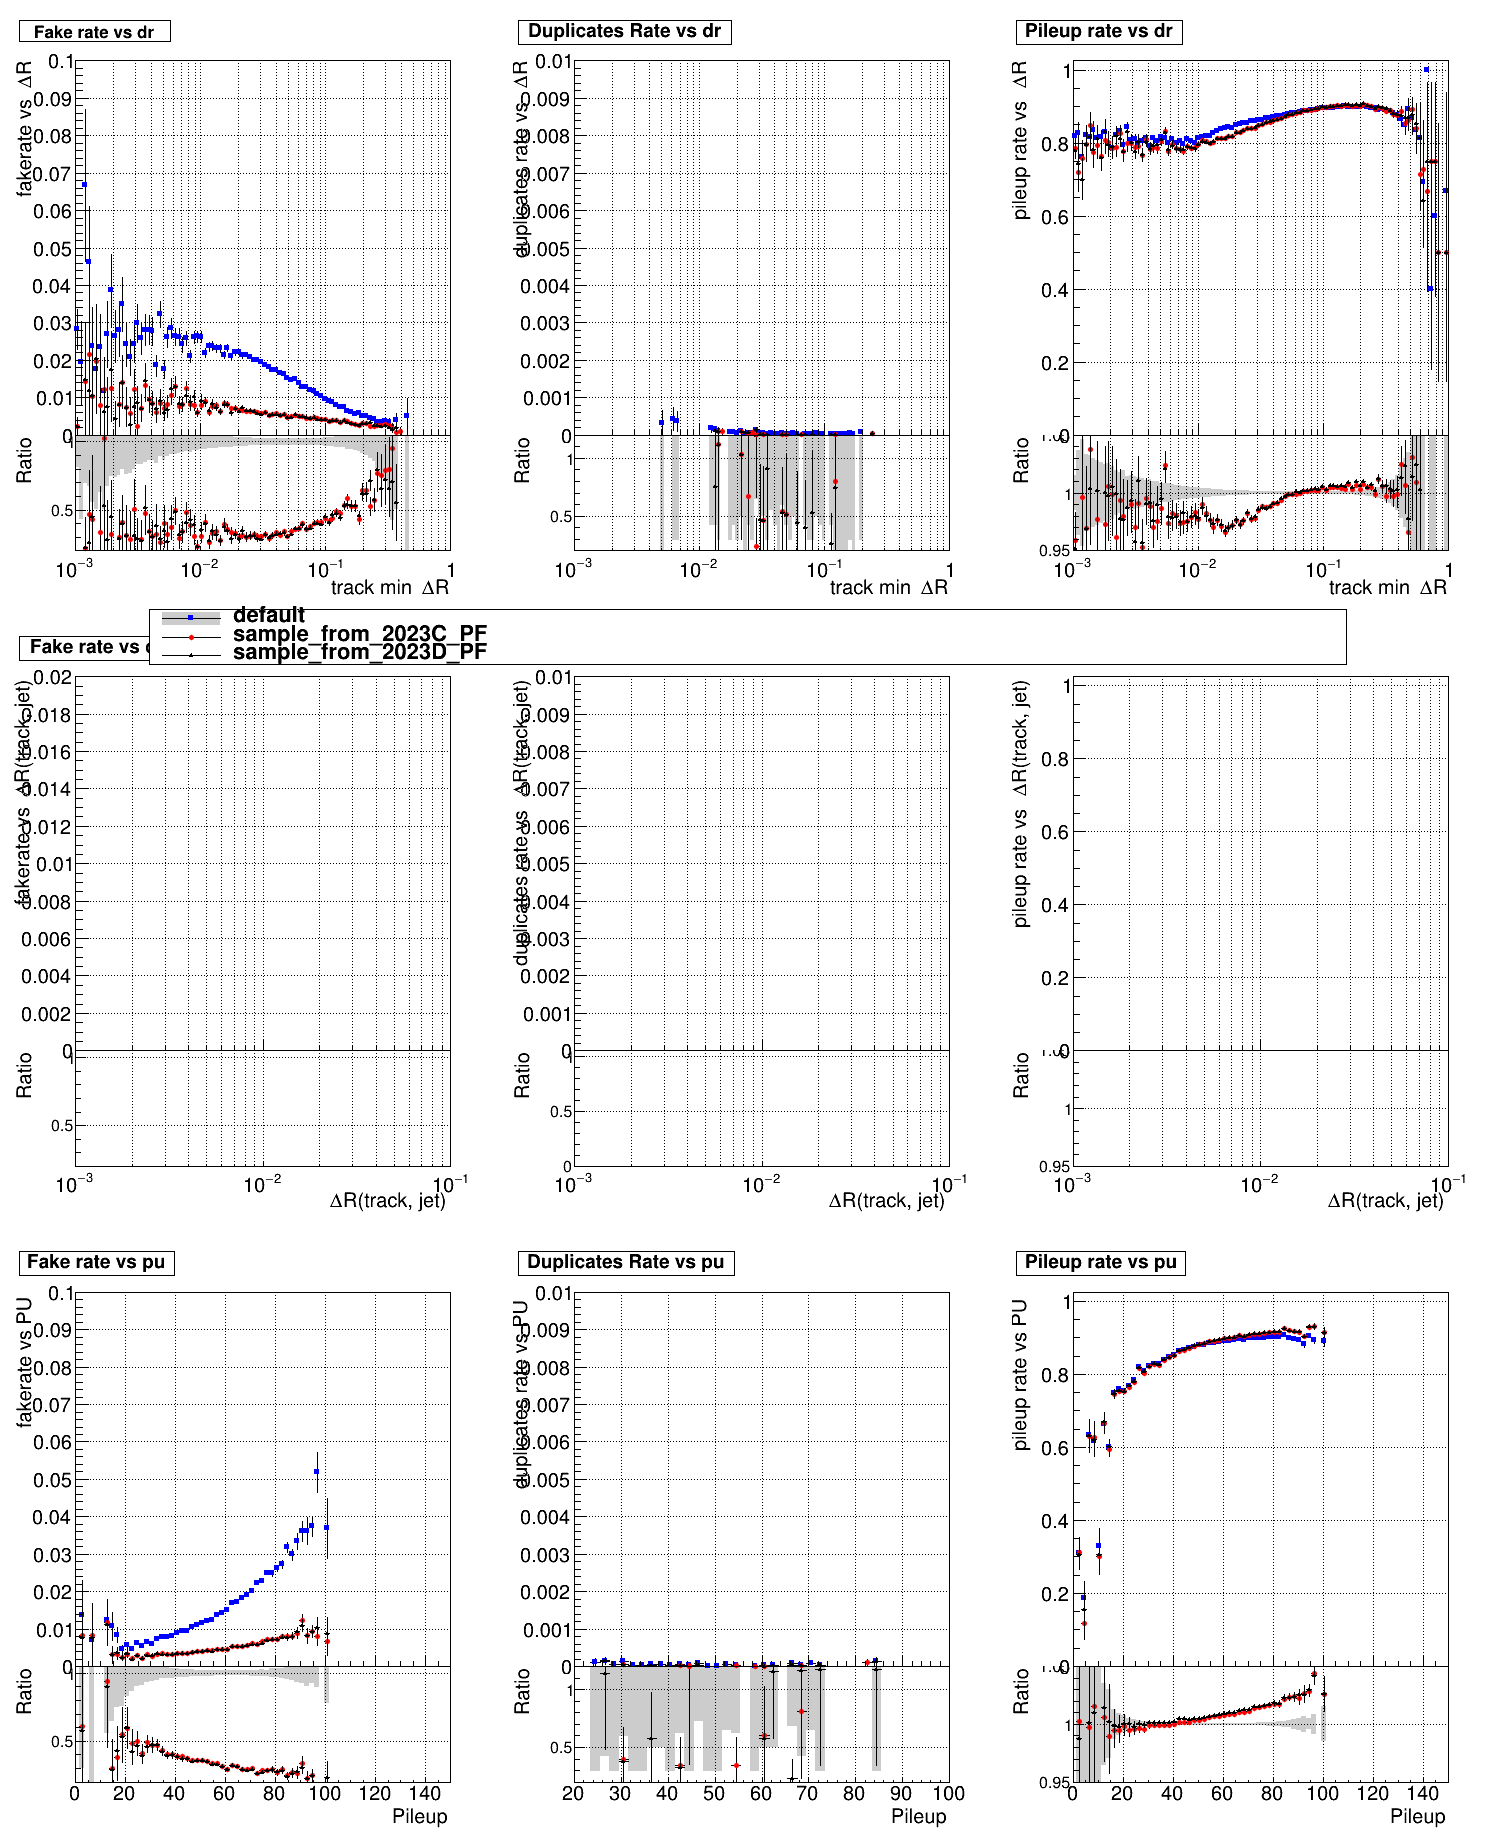 Fake rate vs dr
Duplicates Rate vs dr
Pileup rate vs dr
fakerate vs ΔR
0.1
0.09
0.08
0.07
0.06
0.05
0.04
0.03
0.02
0.01
0
Ratio
0.5
10⁻³ 10⁻² 10⁻¹ 1
track min ΔR
duplicates rate vs ΔR
0.01
0.009
0.008
0.007
0.006
0.005
0.004
0.003
0.002
0.001
0
Ratio
1
0.5
10⁻³ 10⁻² 10⁻¹ 1
track min ΔR
pileup rate vs ΔR
1
0.8
0.6
0.4
0.2
0
Ratio
1
0.95
10⁻³ 10⁻² 10⁻¹ 1
track min ΔR
default
sample_from_2023C_PF
sample_from_2023D_PF
Fake rate vs
fakerate vs ΔR(track, jet)
0.02
0.018
0.016
0.014
0.012
0.01
0.008
0.006
0.004
0.002
0
Ratio
1
0.5
10⁻³ 10⁻² 10⁻¹
ΔR(track, jet)
duplicates rate vs ΔR(track, jet)
0.01
0.009
0.008
0.007
0.006
0.005
0.004
0.003
0.002
0.001
0
Ratio
1
0.5
0
10⁻³ 10⁻² 10⁻¹
ΔR(track, jet)
pileup rate vs ΔR(track, jet)
1
0.8
0.6
0.4
0.2
0
Ratio
1
0.95
10⁻³ 10⁻² 10⁻¹
ΔR(track, jet)
Fake rate vs pu
Duplicates Rate vs pu
Pileup rate vs pu
fakerate vs PU
0.1
0.09
0.08
0.07
0.06
0.05
0.04
0.03
0.02
0.01
0
Ratio
0.5
0 20 40 60 80 100 120 140
Pileup
duplicates rate vs PU
0.01
0.009
0.008
0.007
0.006
0.005
0.004
0.003
0.002
0.001
0
Ratio
1
0.5
20 30 40 50 60 70 80 90 100
Pileup
pileup rate vs PU
1
0.8
0.6
0.4
0.2
0
Ratio
1
0.95
0 20 40 60 80 100 120 140
Pileup